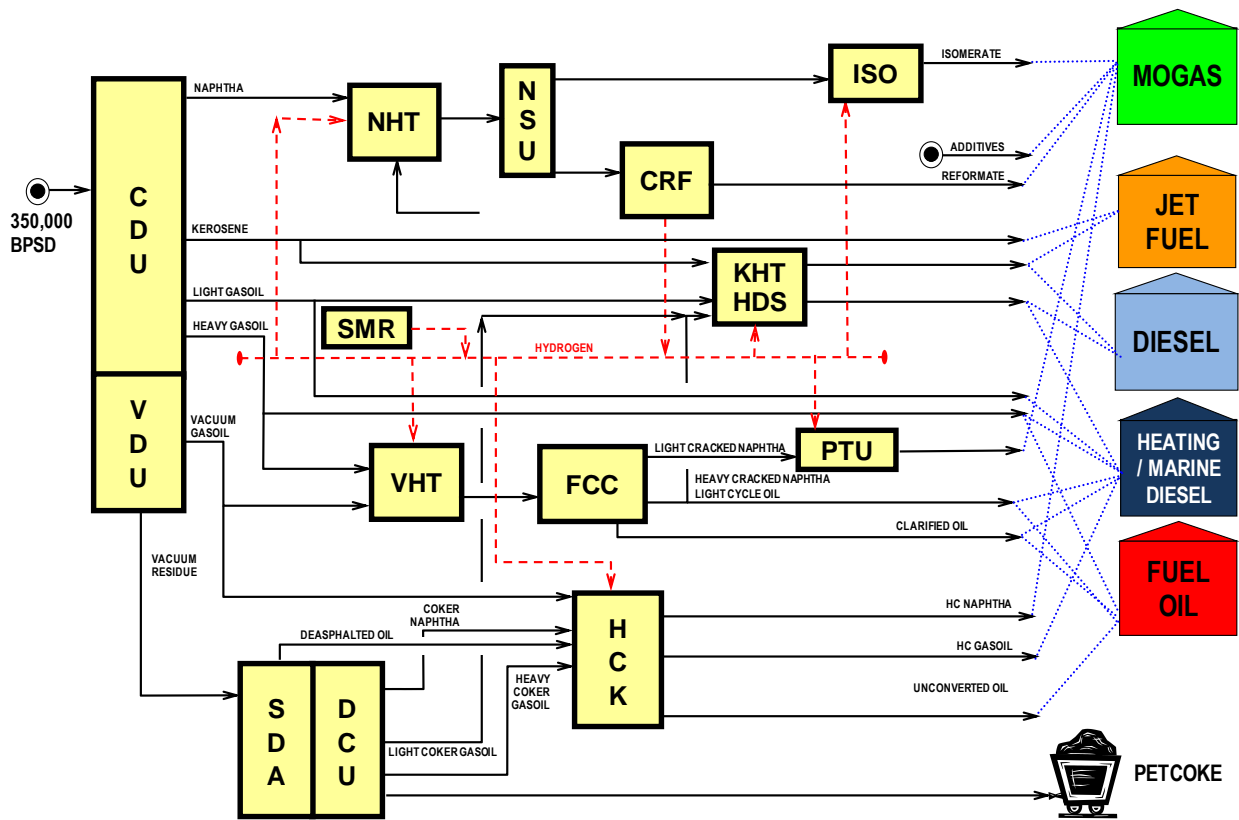 ISOMERATE
MOGAS
NAPHTHA
NHT
N
S
U
ISO
ADDITIVES
REFORMATE
CRF
350,000
BPSD
C
D
U
KEROSENE
JET
FUEL
KHT
HDS
LIGHT GASOIL
SMR
HEAVY GASOIL
HYDROGEN
DIESEL
V
D
U
VACUUM
GASOIL
VHT
FCC
LIGHT CRACKED NAPHTHA
PTU
HEAVY CRACKED NAPHTHA
LIGHT CYCLE OIL
CLARIFIED OIL
HEATING
/ MARINE
DIESEL
VACUUM
RESIDUE
FUEL
OIL
COKER
NAPHTHA
DEASPHALTED OIL
H
C
K
HC NAPHTHA
HC GASOIL
UNCONVERTED OIL
HEAVY
COKER
GASOIL
S
D
A
D
C
U
LIGHT COKER GASOIL
PETCOKE